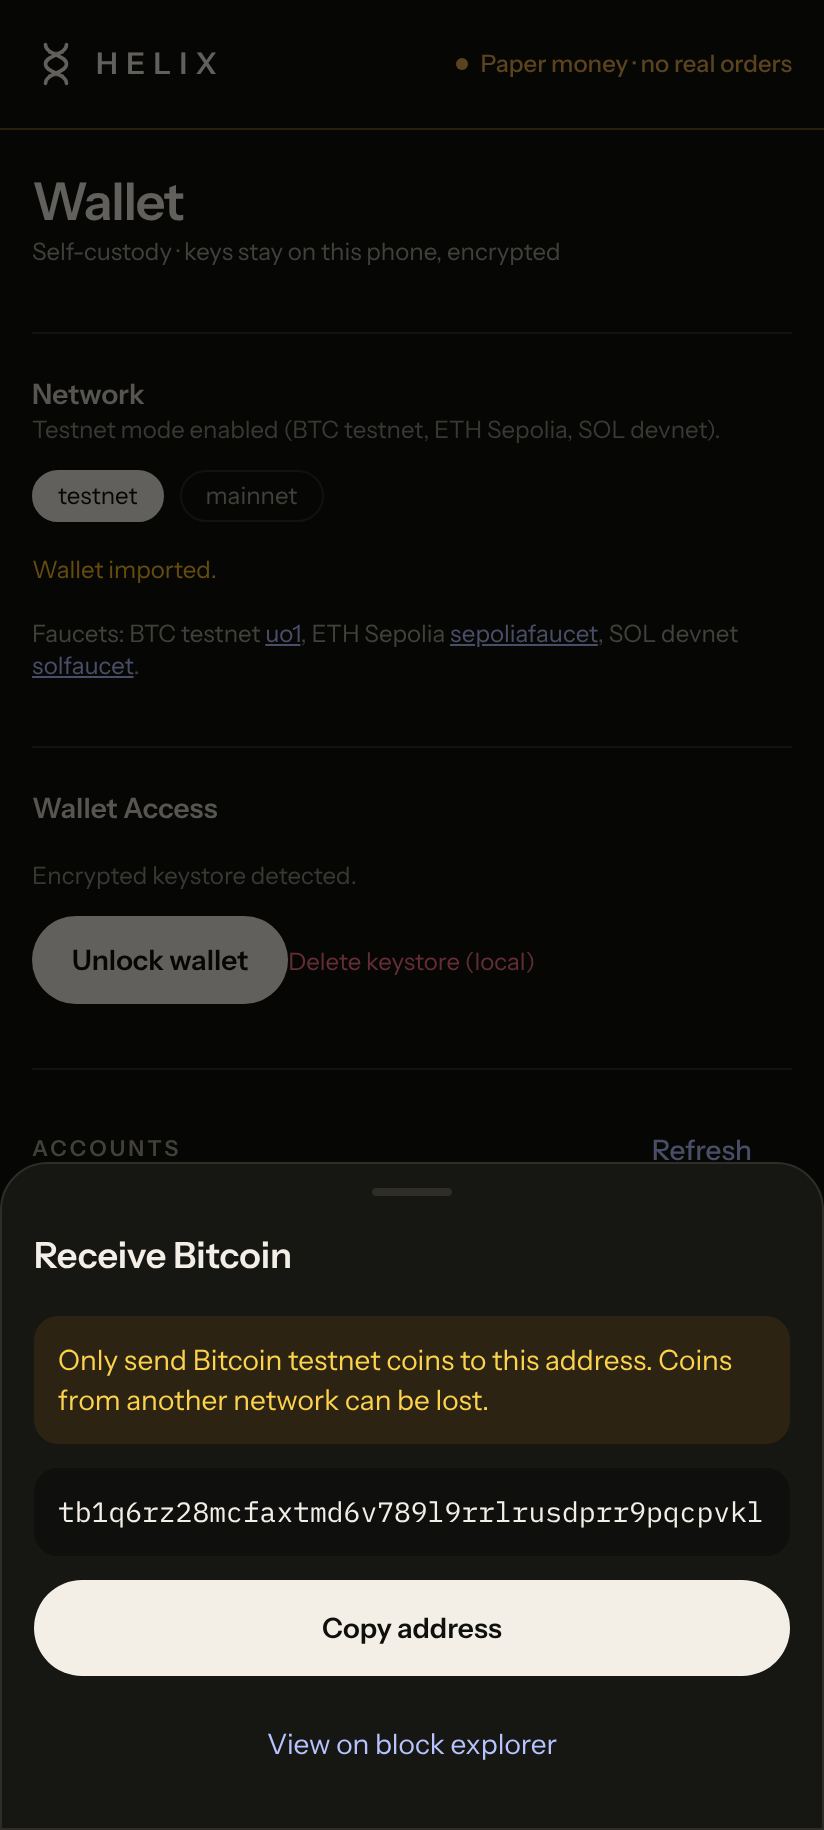 HELIX
Paper money · no real orders
Wallet
Self-custody · keys stay on this phone, encrypted
Network
Testnet mode enabled (BTC testnet, ETH Sepolia, SOL devnet).
testnet mainnet
Wallet imported.
Faucets: BTC testnet uo1, ETH Sepolia sepoliafaucet, SOL devnet
solfaucet.
Wallet Access
Encrypted keystore detected.
Unlock wallet Delete keystore (local)
ACCOUNTS Refresh
Receive Bitcoin
Only send Bitcoin testnet coins to this address. Coins
from another network can be lost.
tb1q6rz28mcfaxtmd6v789l9rrlrusdprr9pqcpvkl
Copy address
View on block explorer